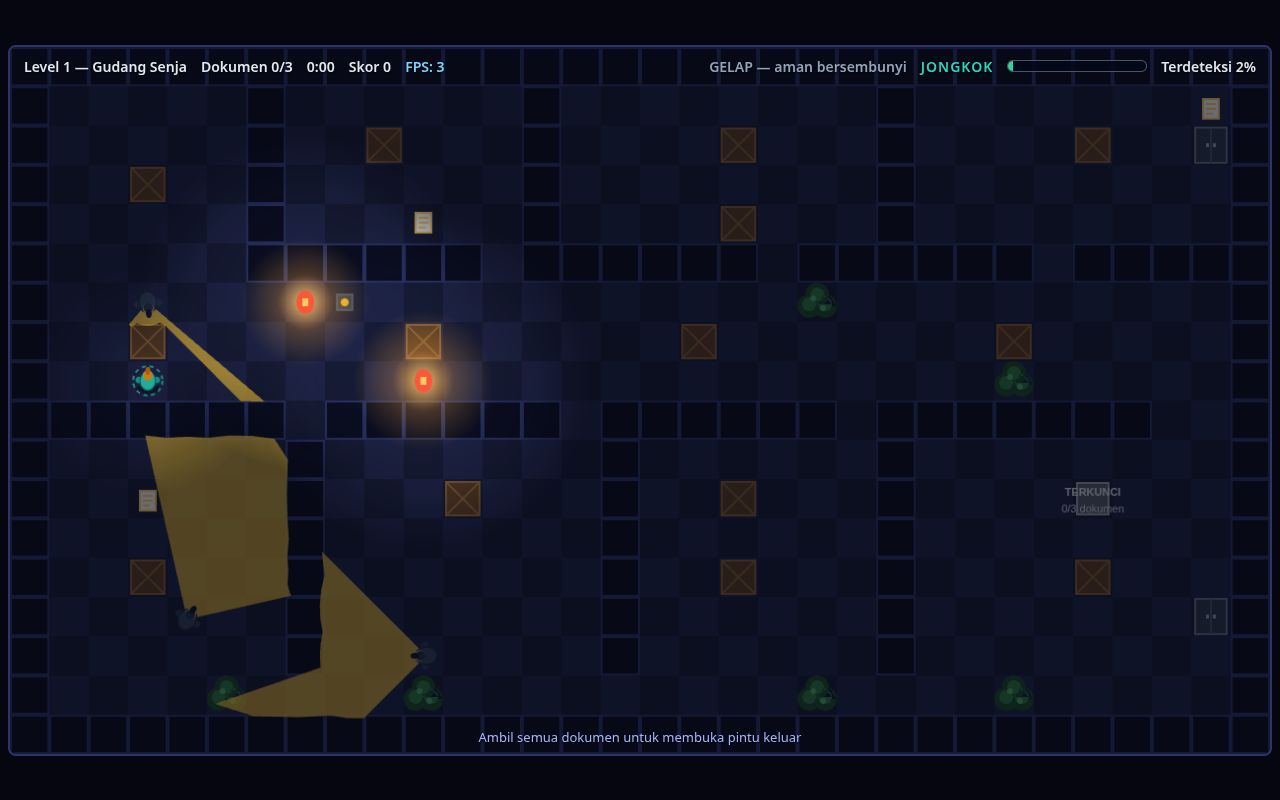 Level 1 — Gudang Senja Dokumen 0/3 0:00 Skor 0 FPS: 3 GELAP — aman bersembunyi JONGKOK Terdeteksi 2%
TERKUNCI
0/3 dokumen
Ambil semua dokumen untuk membuka pintu keluar